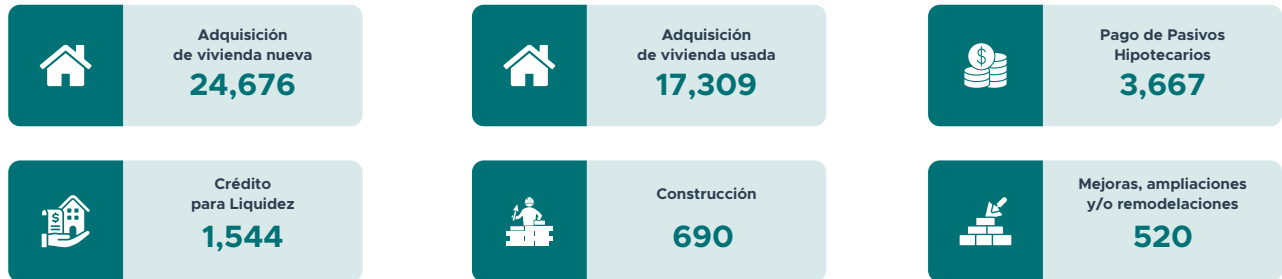 Adquisición
de vivienda nueva
24,676
Adquisición
de vivienda usada
17,309
Pago de Pasivos
Hipotecarios
3,667
Crédito
para Liquidez
1,544
Construcción
690
Mejoras, ampliaciones
y/o remodelaciones
520